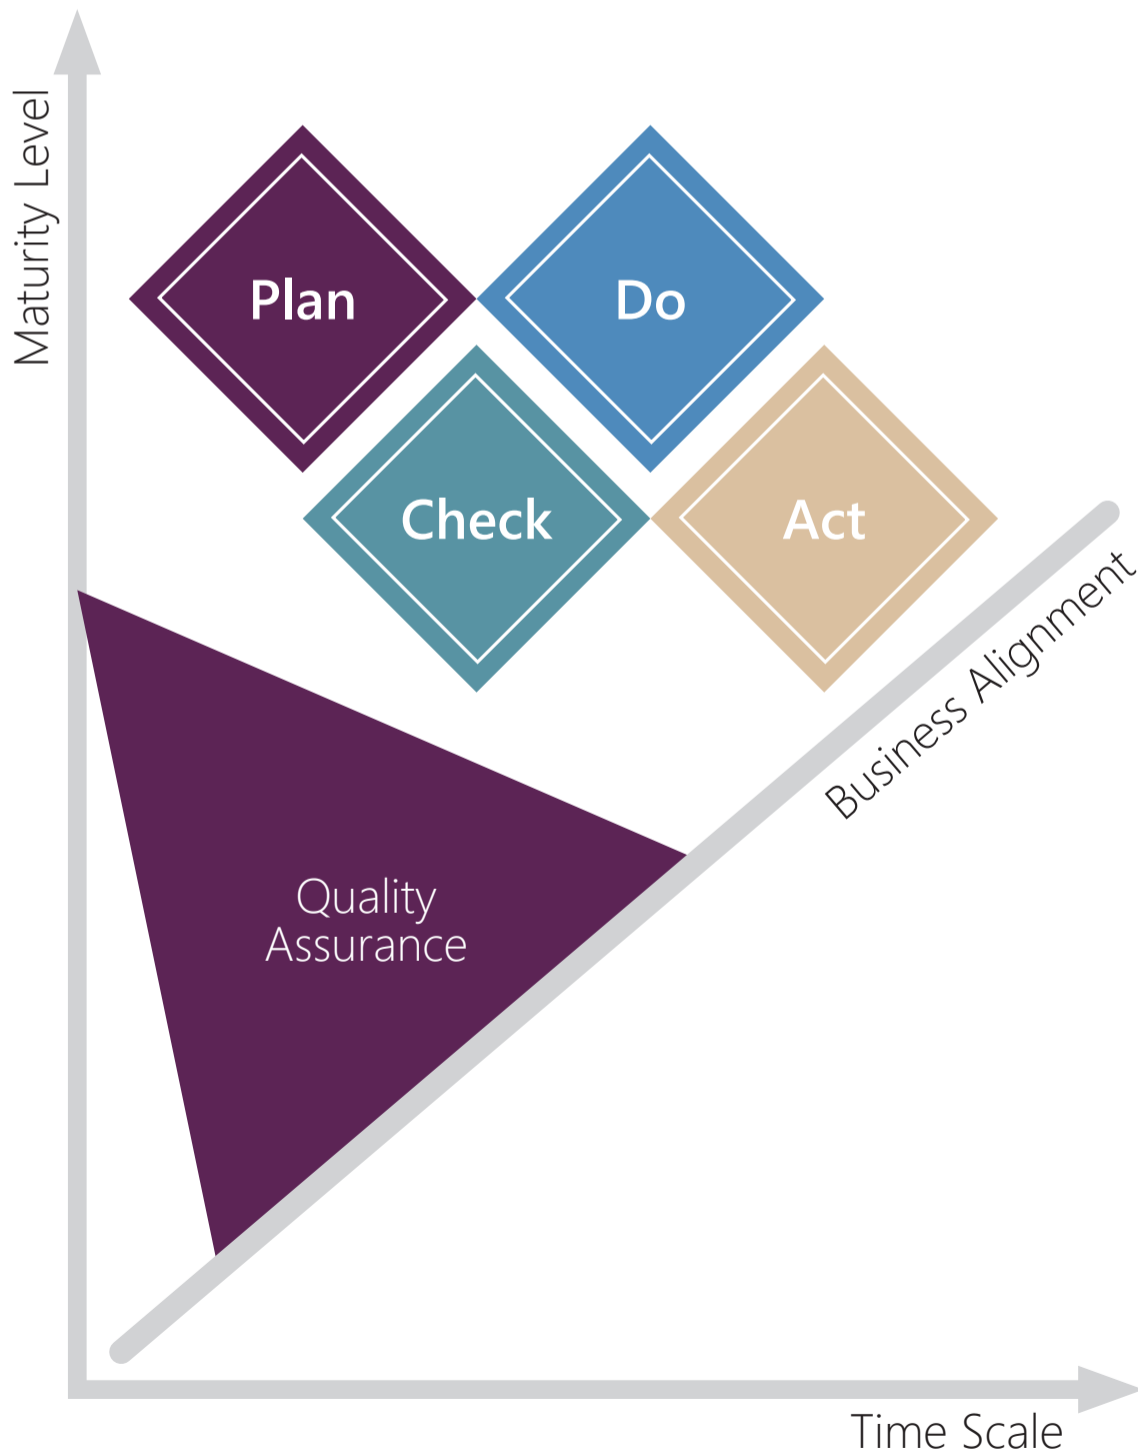 Maturity Level
Plan
Do
Check
Act
Business Alignment
Quality
Assurance
Time Scale